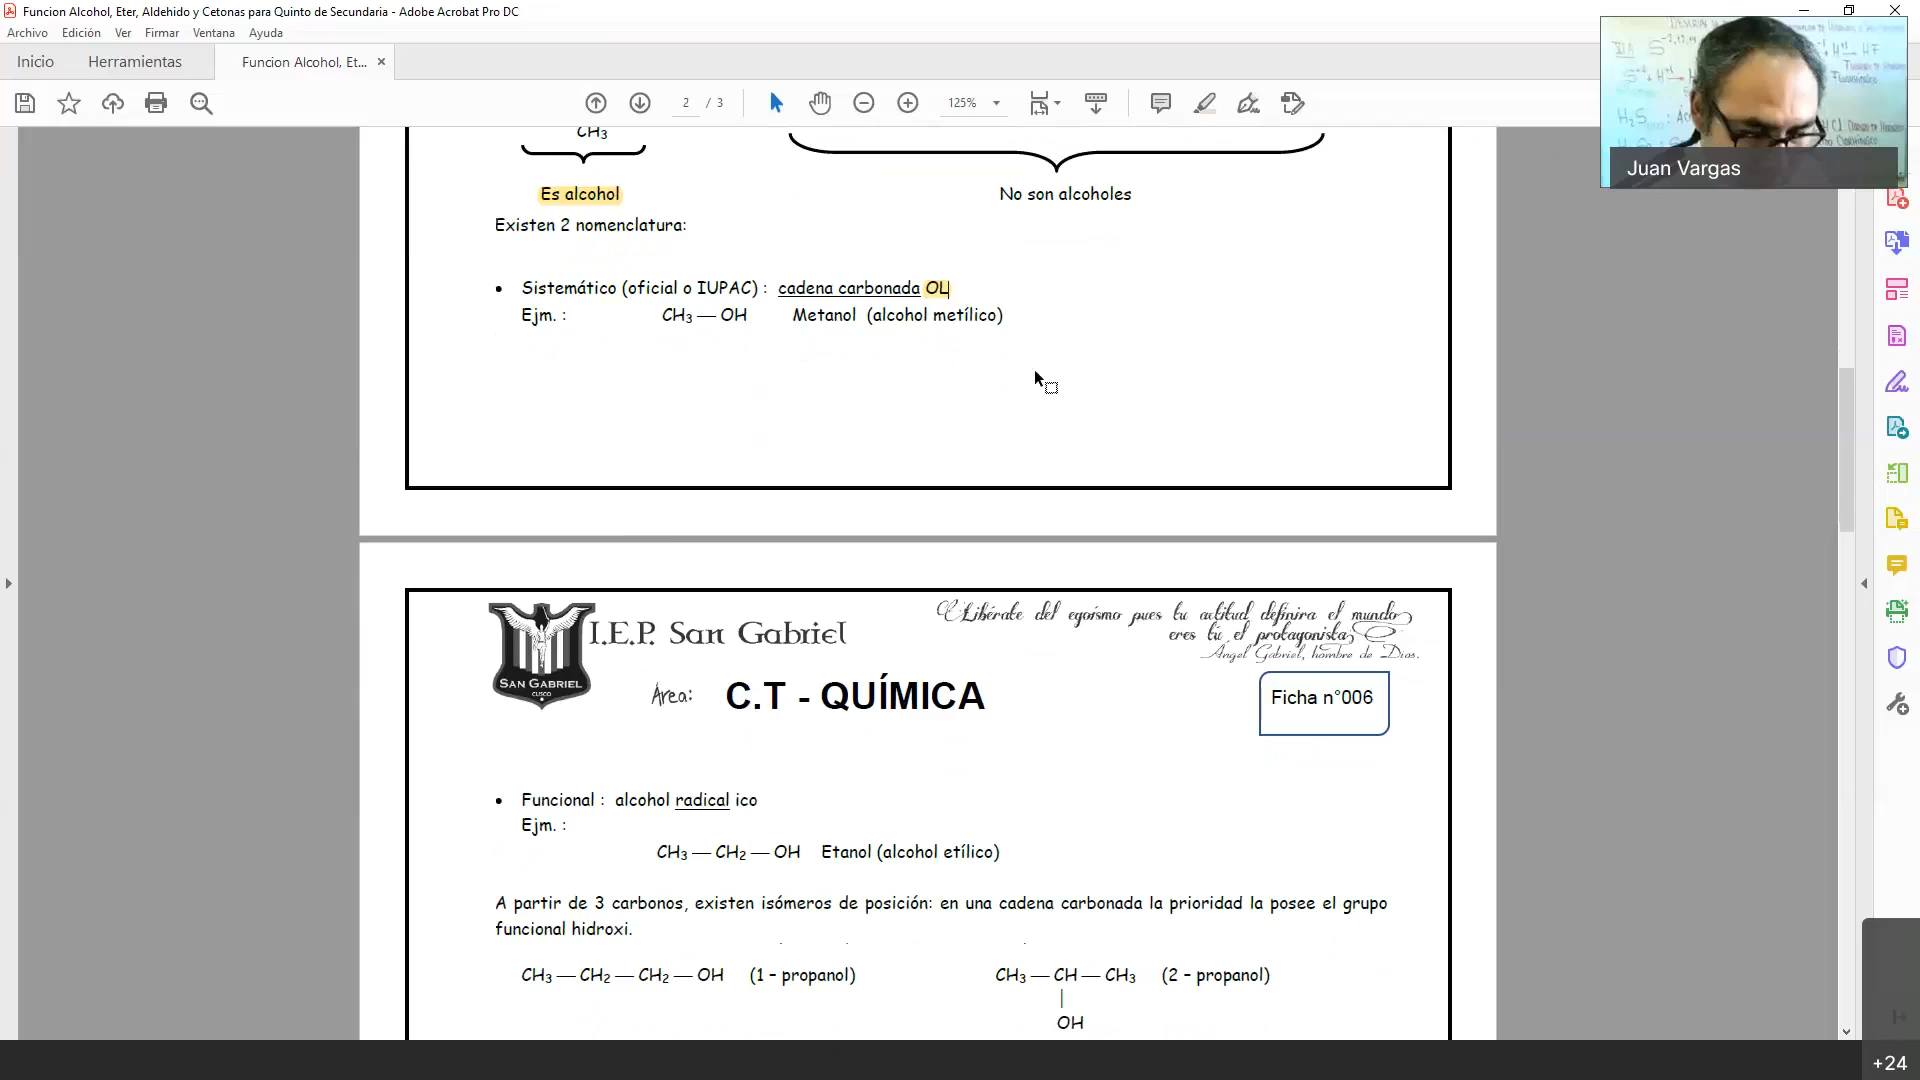 Funcion Alcohol, Eter, Aldehido y Cetonas para Quinto de Secundaria - Adobe Acrobat Pro DC
Archivo Edición Ver Firmar Ventana Ayuda
Inicio Herramientas Funcion Alcohol, Et... ×
2 / 3 125%
CH₃
Es alcohol No son alcoholes
Existen 2 nomenclatura:
• Sistemático (oficial o IUPAC) : cadena carbonada OL
Ejm. : CH₃ — OH Metanol (alcohol metílico)
Juan Vargas
I.E.P. San Gabriel
Libérate del egoísmo pues tu actitud definira el mundo
eres tú el protagonista
Angel Gabriel, hombre de Dios.
SAN GABRIEL
CUSCO
Área: C.T - QUÍMICA
Ficha n°006
• Funcional : alcohol radical ico
Ejm. :
CH₃ — CH₂ — OH Etanol (alcohol etílico)
A partir de 3 carbonos, existen isómeros de posición: en una cadena carbonada la prioridad la posee el grupo
funcional hidroxi.
CH₃ — CH₂ — CH₂ — OH (1 – propanol) CH₃ — CH — CH₃ (2 – propanol)
|
OH
+24